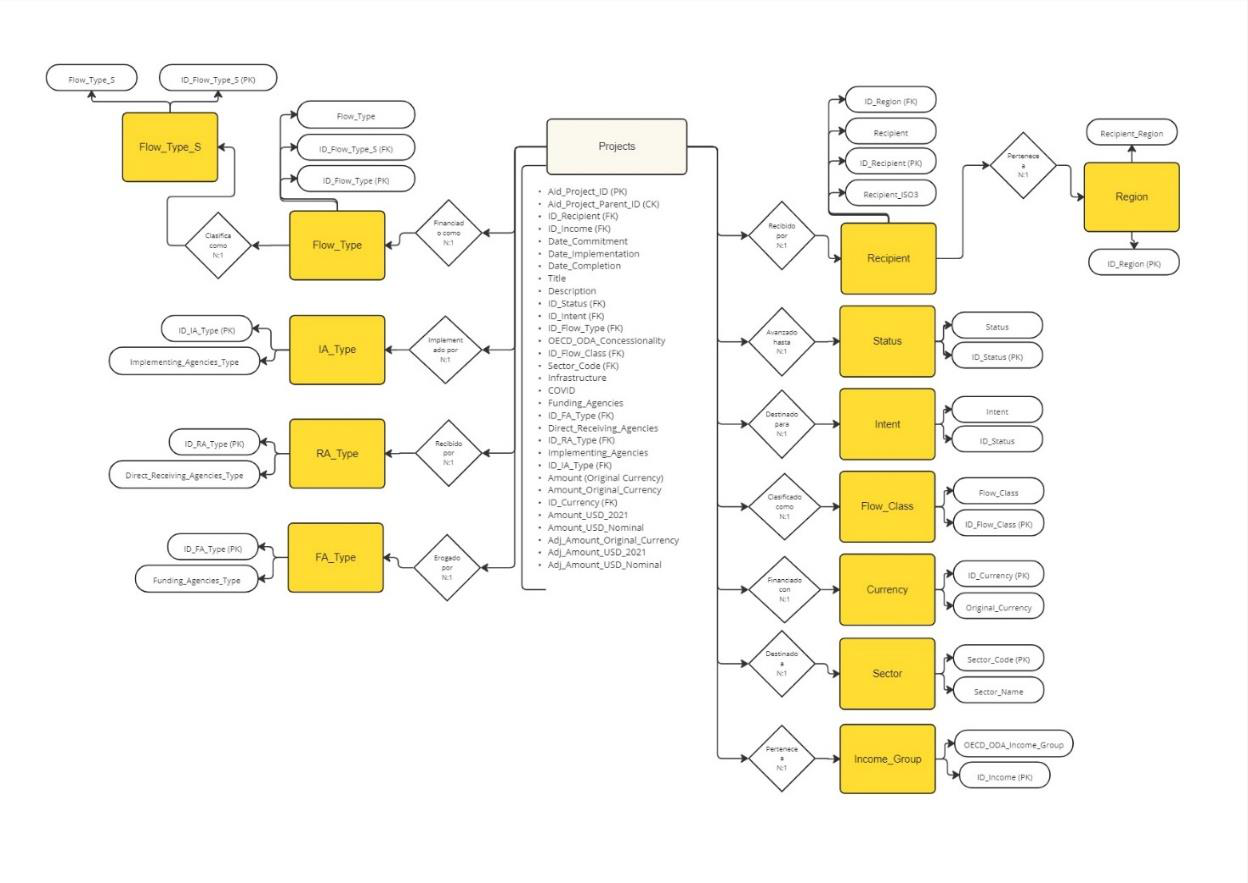 Flow_Type_S
ID_Flow_Type_S (PK)
Flow_Type_S
Flow_Type
ID_Flow_Type_S (FK)
ID_Flow_Type (PK)
Flow_Type
Clasifica
como
N:1
Financiad
o como
N:1
ID_IA_Type (PK)
Implementing_Agencies_Type
IA_Type
Implement
ado por
N:1
ID_RA_Type (PK)
Direct_Receiving_Agencies_Type
RA_Type
Recibido
por
N:1
ID_FA_Type (PK)
Funding_Agencies_Type
FA_Type
Erogado
por
N:1
Projects
• Aid_Project_ID (PK)
• Aid_Project_Parent_ID (CK)
• ID_Recipient (FK)
• ID_Income (FK)
• Date_Commitment
• Date_Implementation
• Date_Completion
• Title
• Description
• ID_Status (FK)
• ID_Intent (FK)
• ID_Flow_Type (FK)
• OECD_ODA_Concessionality
• ID_Flow_Class (FK)
• Sector_Code (FK)
• Infrastructure
• COVID
• Funding_Agencies
• ID_FA_Type (FK)
• Direct_Receiving_Agencies
• ID_RA_Type (FK)
• Implementing_Agencies
• ID_IA_Type (FK)
• Amount (Original Currency)
• Amount_Original_Currency
• ID_Currency (FK)
• Amount_USD_2021
• Amount_USD_Nominal
• Adj_Amount_Original_Currency
• Adj_Amount_USD_2021
• Adj_Amount_USD_Nominal
ID_Region (FK)
Recipient
ID_Recipient (PK)
Recipient_ISO3
Recibido
por
N:1
Recipient
Pertenece
a
N:1
Recipient_Region
Region
ID_Region (PK)
Avanzado
hasta
N:1
Status
Status
ID_Status (PK)
Destinado
para
N:1
Intent
Intent
ID_Status
Clasificado
como
N:1
Flow_Class
Flow_Class
ID_Flow_Class (PK)
Financiado
con
N:1
Currency
ID_Currency (PK)
Original_Currency
Destinado
a
N:1
Sector
Sector_Code (PK)
Sector_Name
Pertenece
a
N:1
Income_Group
OECD_ODA_Income_Group
ID_Income (PK)